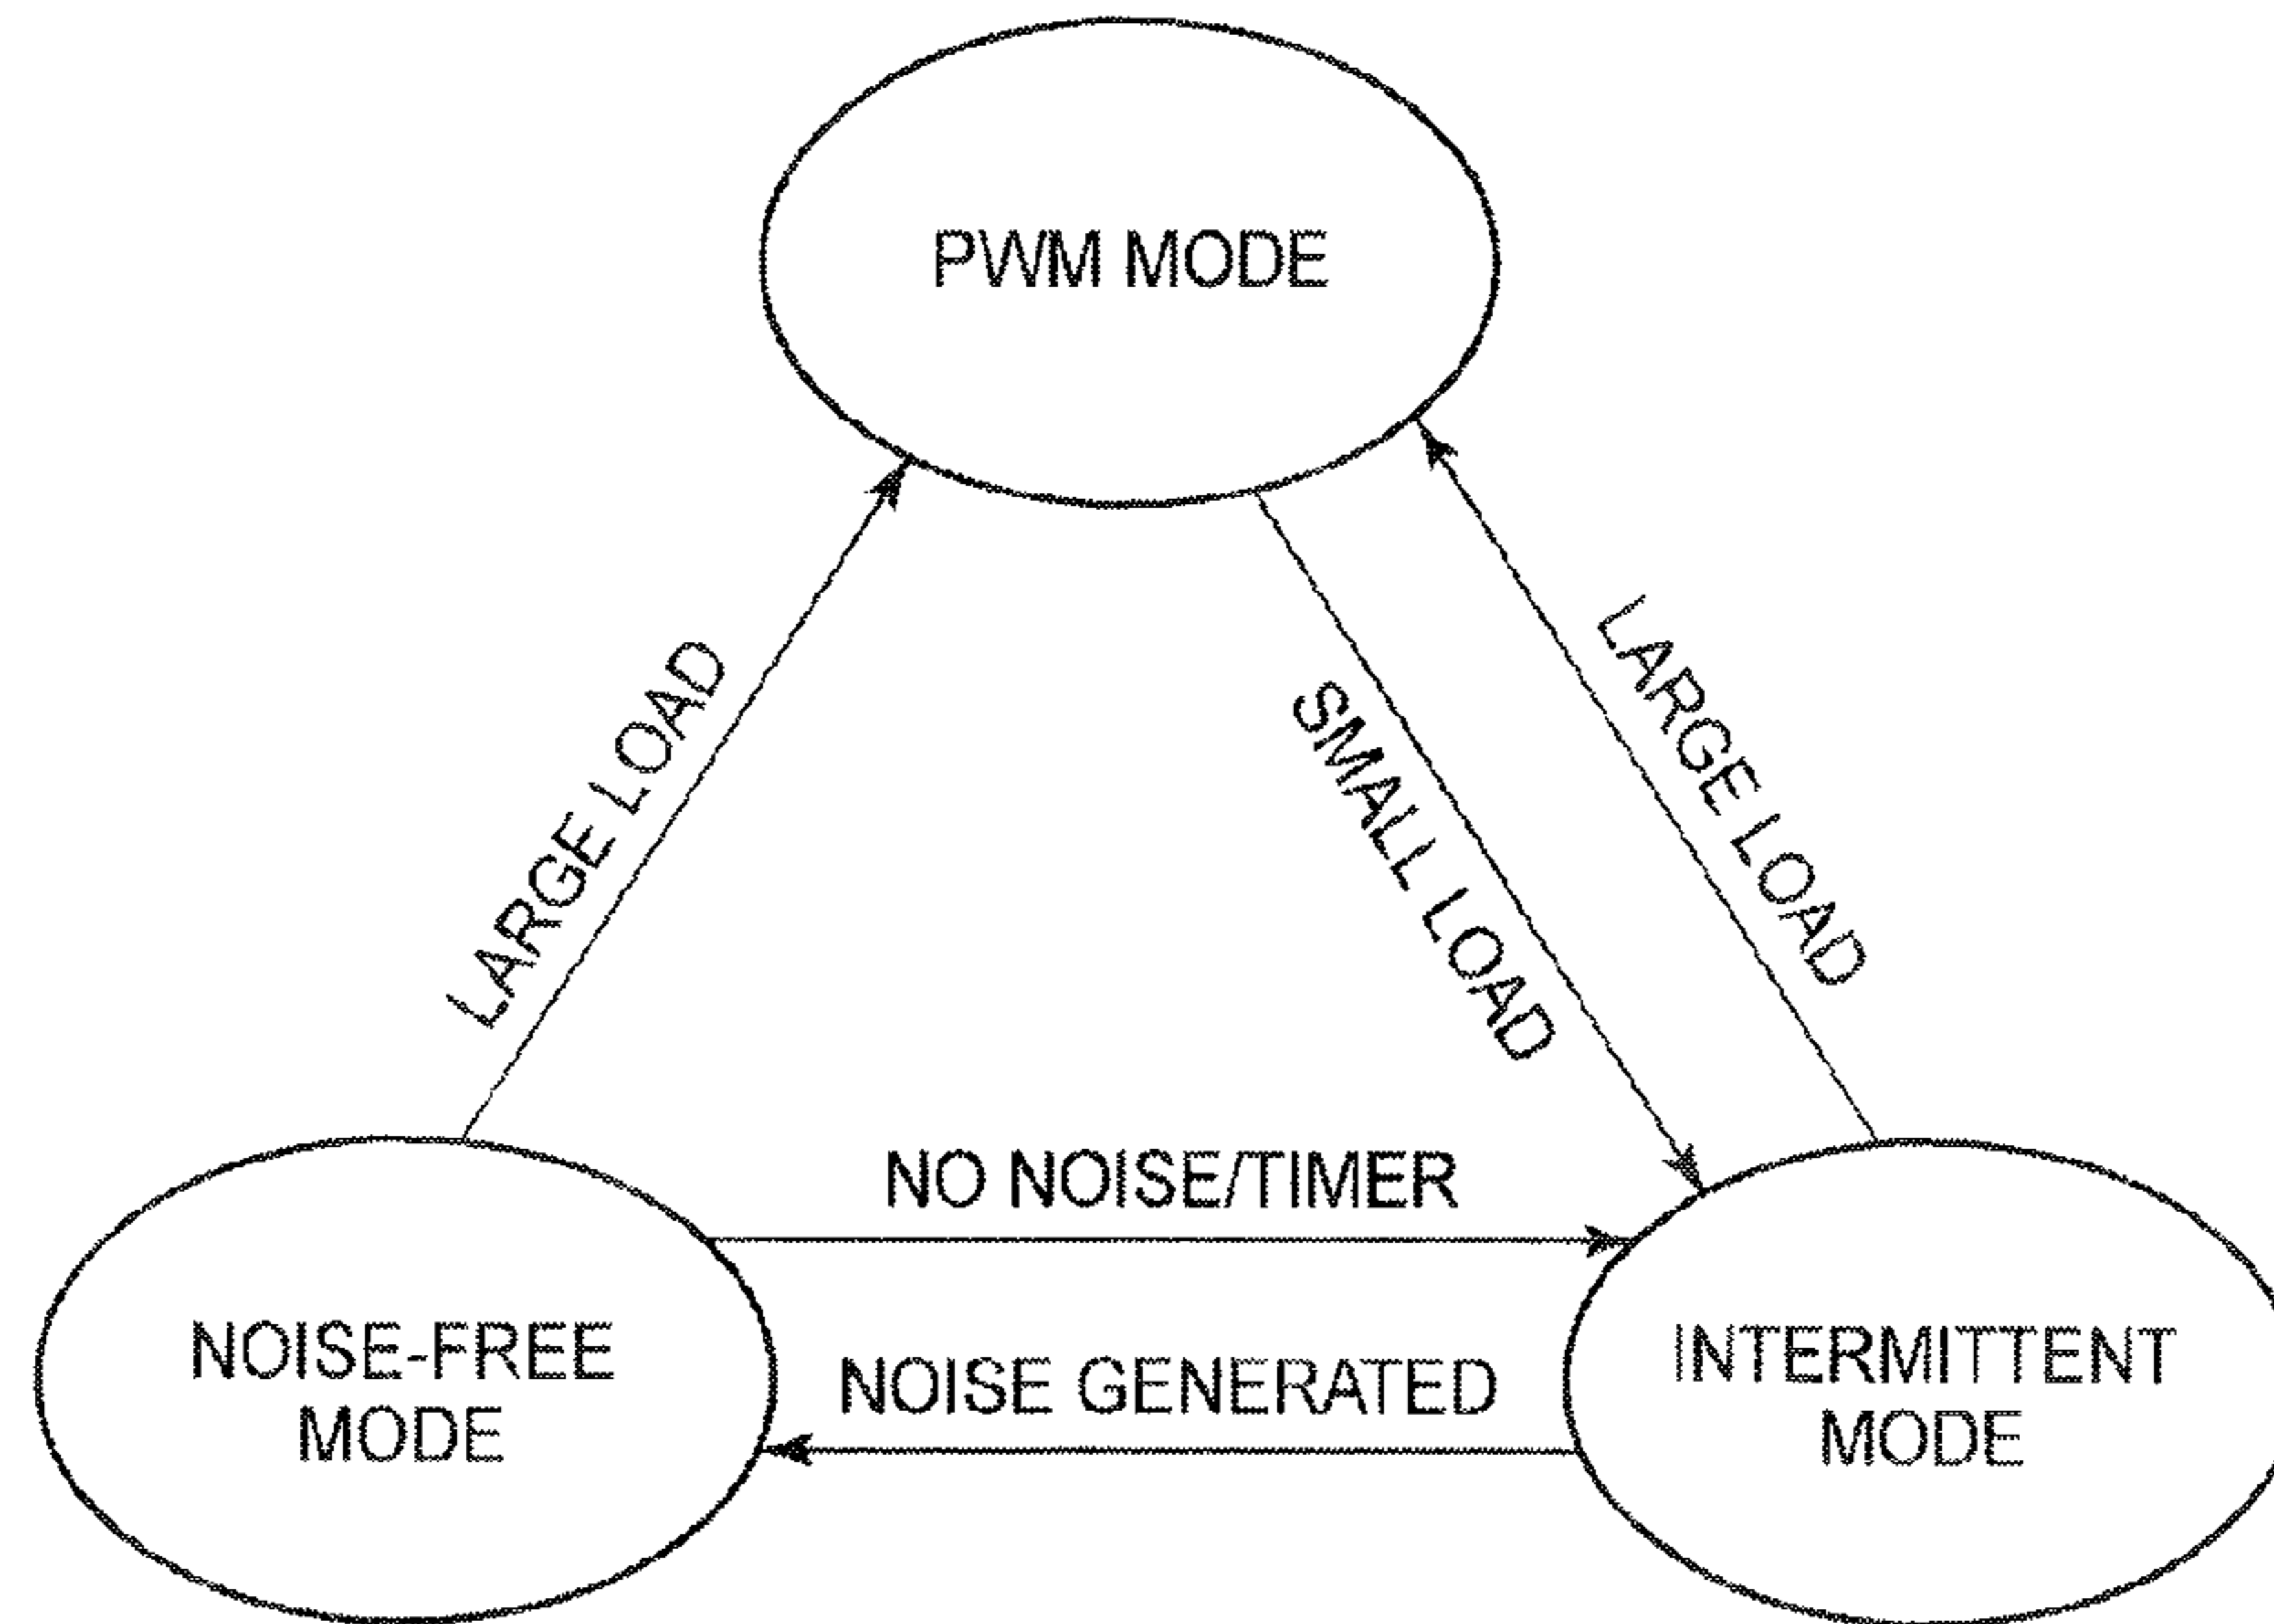 PWM MODE
LARGE LOAD
SMALL LOAD
LARGE LOAD
NO NOISE/TIMER
NOISE-FREE
MODE
NOISE GENERATED
INTERMITTENT
MODE